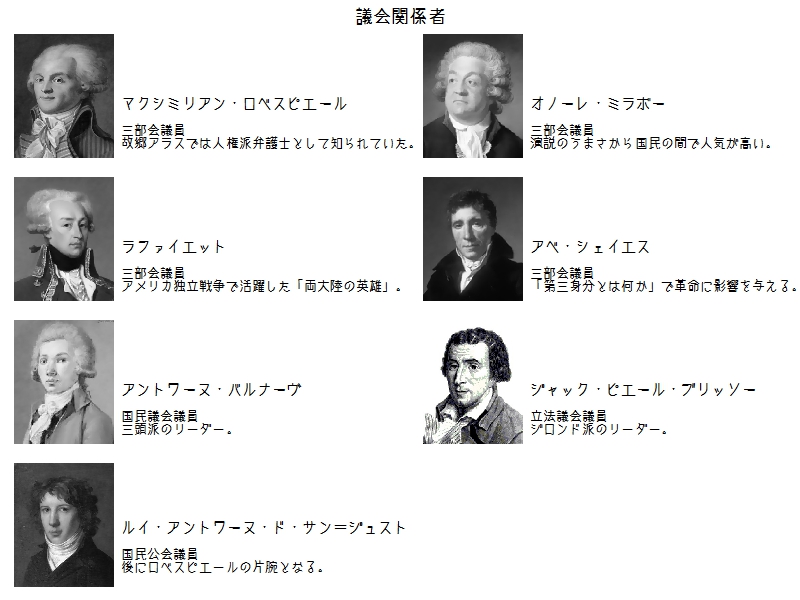 議会関係者
マクシミリアン・ロベスピエール
三部会議員
故郷アラスでは人権派弁護士として知られていた。
オノーレ・ミラボー
三部会議員
演説のうまさから国民の間で人気が高い。
ラファイエット
三部会議員
アメリカ独立戦争で活躍した「両大陸の英雄」。
アベ・シェイエス
三部会議員
「第三身分とは何か」で革命に影響を与える。
アントワーヌ・バルナーヴ
国民議会議員
三頭派のリーダー。
ジャック・ピエール・ブリッソー
立法議会議員
ジロンド派のリーダー。
ルイ・アントワーヌ・ド・サン＝ジュスト
国民公会議員
後にロベスピエールの片腕となる。